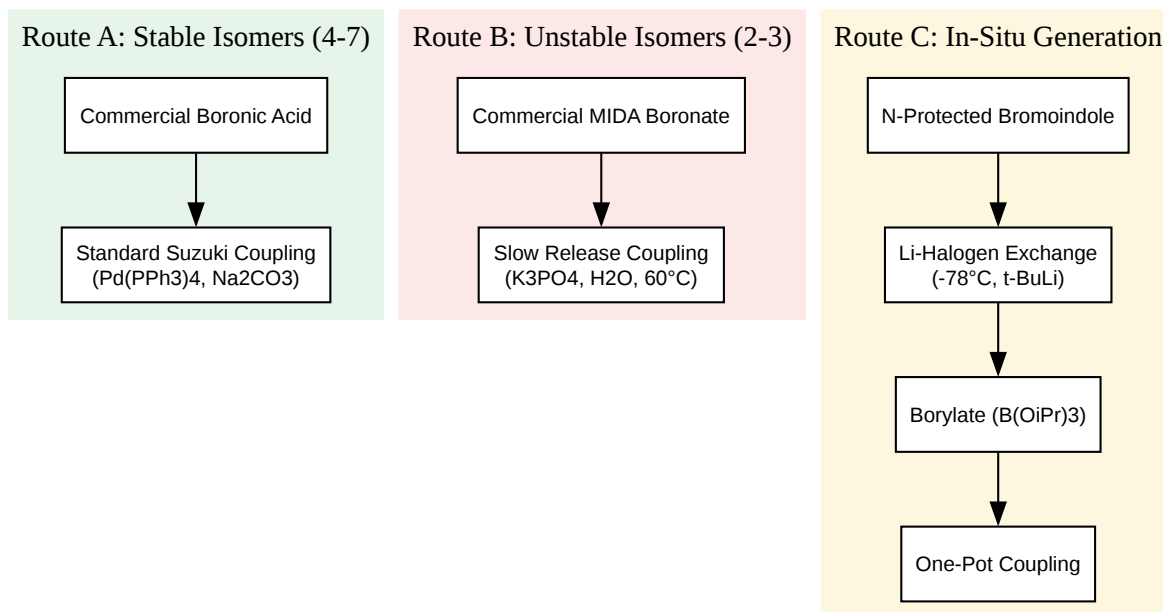 Route A: Stable Isomers (4-7)
Commercial Boronic Acid
Standard Suzuki Coupling
(Pd(PPh3)4, Na2CO3)
Route B: Unstable Isomers (2-3)
Commercial MIDA Boronate
Slow Release Coupling
(K3PO4, H2O, 60°C)
Route C: In-Situ Generation
N-Protected Bromoindole
Li-Halogen Exchange
(-78°C, t-BuLi)
Borylate (B(OiPr)3)
One-Pot Coupling